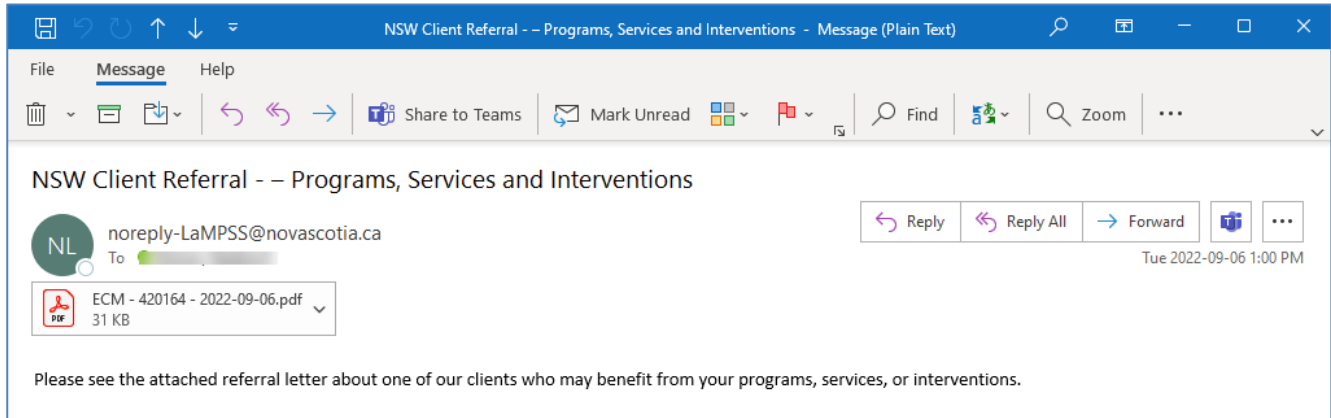 NSW Client Referral - – Programs, Services and Interventions - Message (Plain Text)
File Message Help
Share to Teams Mark Unread Find Zoom
NSW Client Referral - – Programs, Services and Interventions
Reply Reply All Forward
NL noreply-LaMPSS@novascotia.ca
To
Tue 2022-09-06 1:00 PM
PDF ECM - 420164 - 2022-09-06.pdf
31 KB
Please see the attached referral letter about one of our clients who may benefit from your programs, services, or interventions.